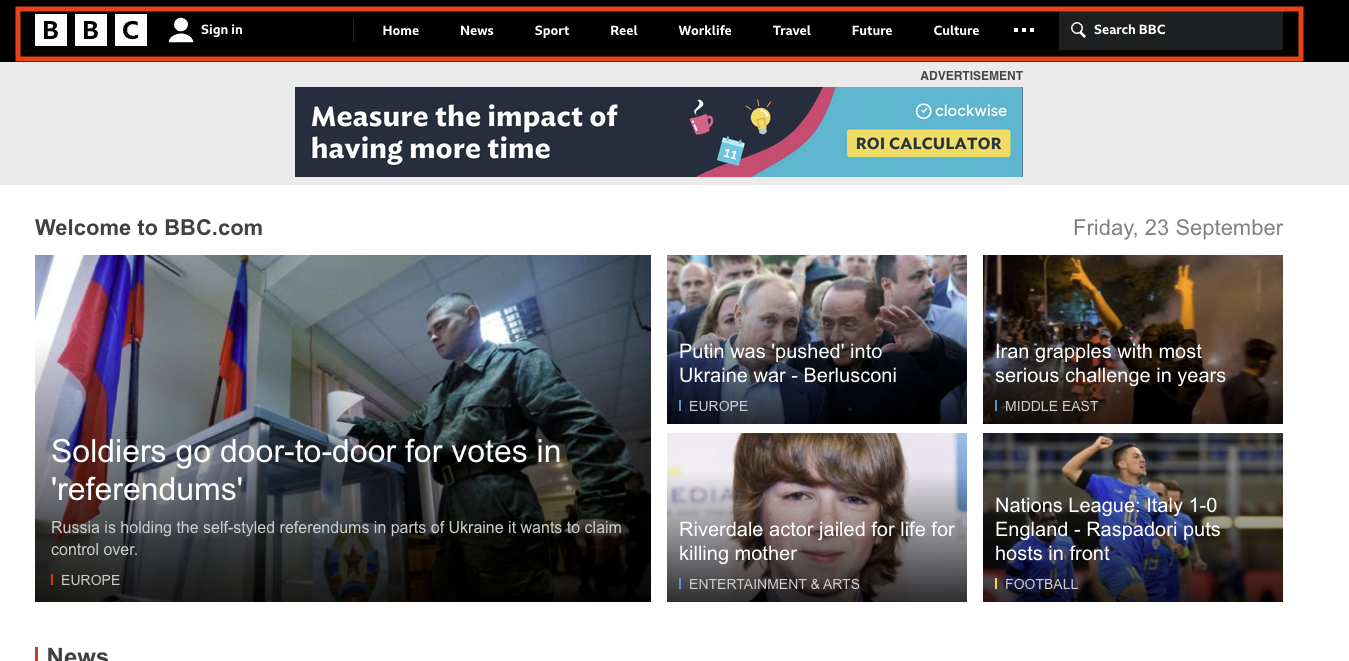 BBC Sign in Home News Sport Reel Worklife Travel Future Culture ... Search BBC
ADVERTISEMENT
Measure the impact of
having more time
11
clockwise
ROI CALCULATOR
Welcome to BBC.com
Friday, 23 September
Soldiers go door-to-door for votes in
'referendums'
Russia is holding the self-styled referendums in parts of Ukraine it wants to claim
control over.
EUROPE
Putin was 'pushed' into
Ukraine war - Berlusconi
EUROPE
Iran grapples with most
serious challenge in years
MIDDLE EAST
EDIA
Riverdale actor jailed for life for
killing mother
ENTERTAINMENT & ARTS
Nations League: Italy 1-0
England - Raspadori puts
hosts in front
FOOTBALL
News